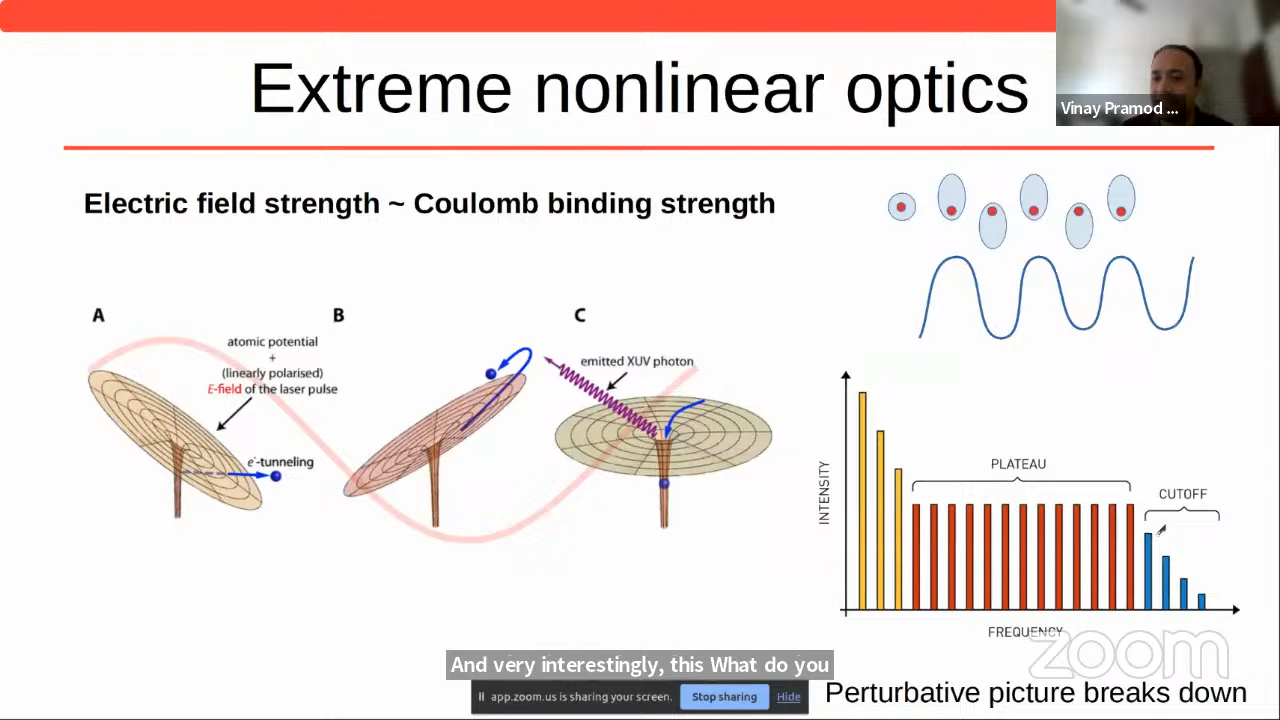 Extreme nonlinear optics
Vinay Pramod ...
Electric field strength ~ Coulomb binding strength
A
B
C
atomic potential
+
(linearly polarised)
E-field of the laser pulse
e⁻-tunneling
emitted XUV photon
INTENSITY
PLATEAU
CUTOFF
FREQUENCY
zoom
And very interestingly, this What do you
app.zoom.us is sharing your screen.
Stop sharing
Hide
Perturbative picture breaks down